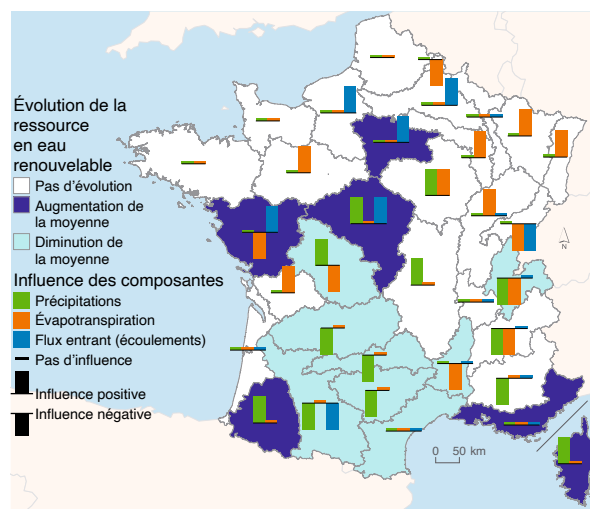 Évolution de la
ressource
en eau
renouvelable
Pas d'évolution
Augmentation de
la moyenne
Diminution de
la moyenne
Influence des composantes
Précipitations
Évapotranspiration
Flux entrant (écoulements)
Pas d'influence
Influence positive
Influence négative
N
0 50 km